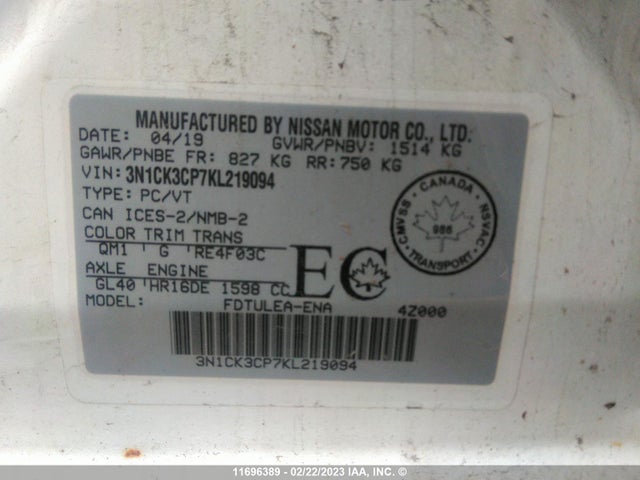 MANUFACTURED BY NISSAN MOTOR CO., LTD.
DATE: 04/19 GVWR/PNBV: 1514 KG
GAWR/PNBE FR: 827 KG RR: 750 KG
VIN: 3N1CK3CP7KL219094
TYPE: PC/VT
CAN ICES-2/NMB-2
COLOR TRIM TRANS
QM1 ' G ' RE4F03C
AXLE ENGINE
GL40 'HR16DE 1598 CC
MODEL: FDTULEA-ENA 4Z000
EC
CANADA
CMVSS NSVAC
988
TRANSPORT
3N1CK3CP7KL219094
11696389 - 02/22/2023 IAA, INC. ©